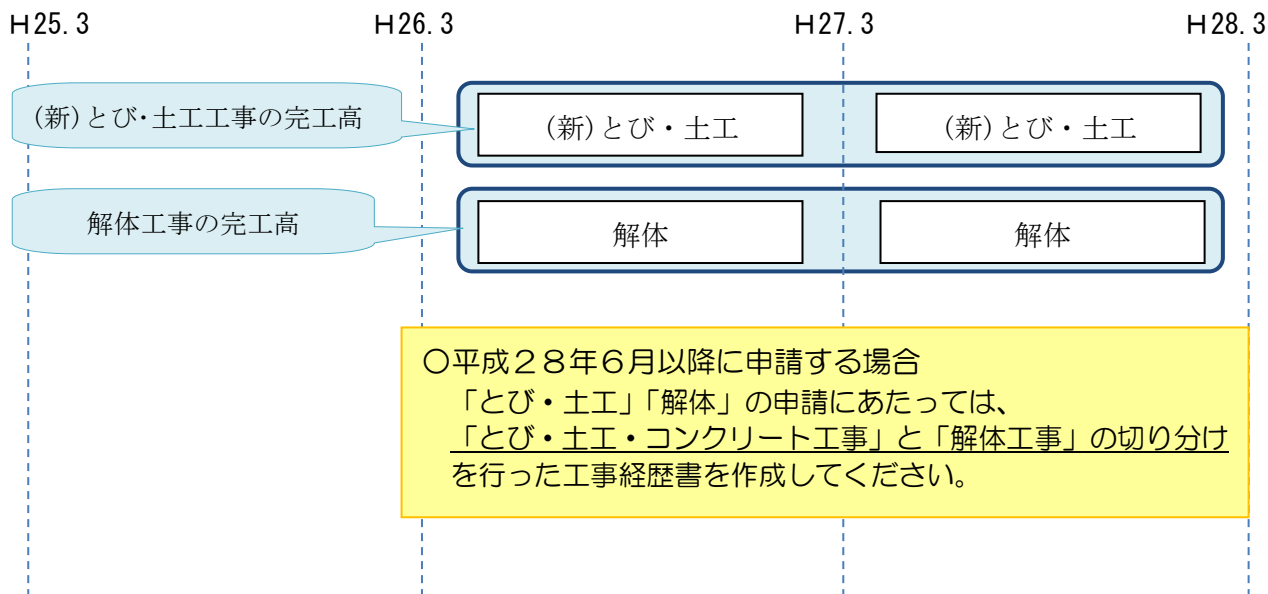 H25.3 H26.3 H27.3 H28.3
(新)とび・土工工事の完工高 (新)とび・土工 (新)とび・土工
解体工事の完工高 解体 解体
○平成28年6月以降に申請する場合
「とび・土工」「解体」の申請にあたっては、
「とび・土工・コンクリート工事」と「解体工事」の切り分け
を行った工事経歴書を作成してください。